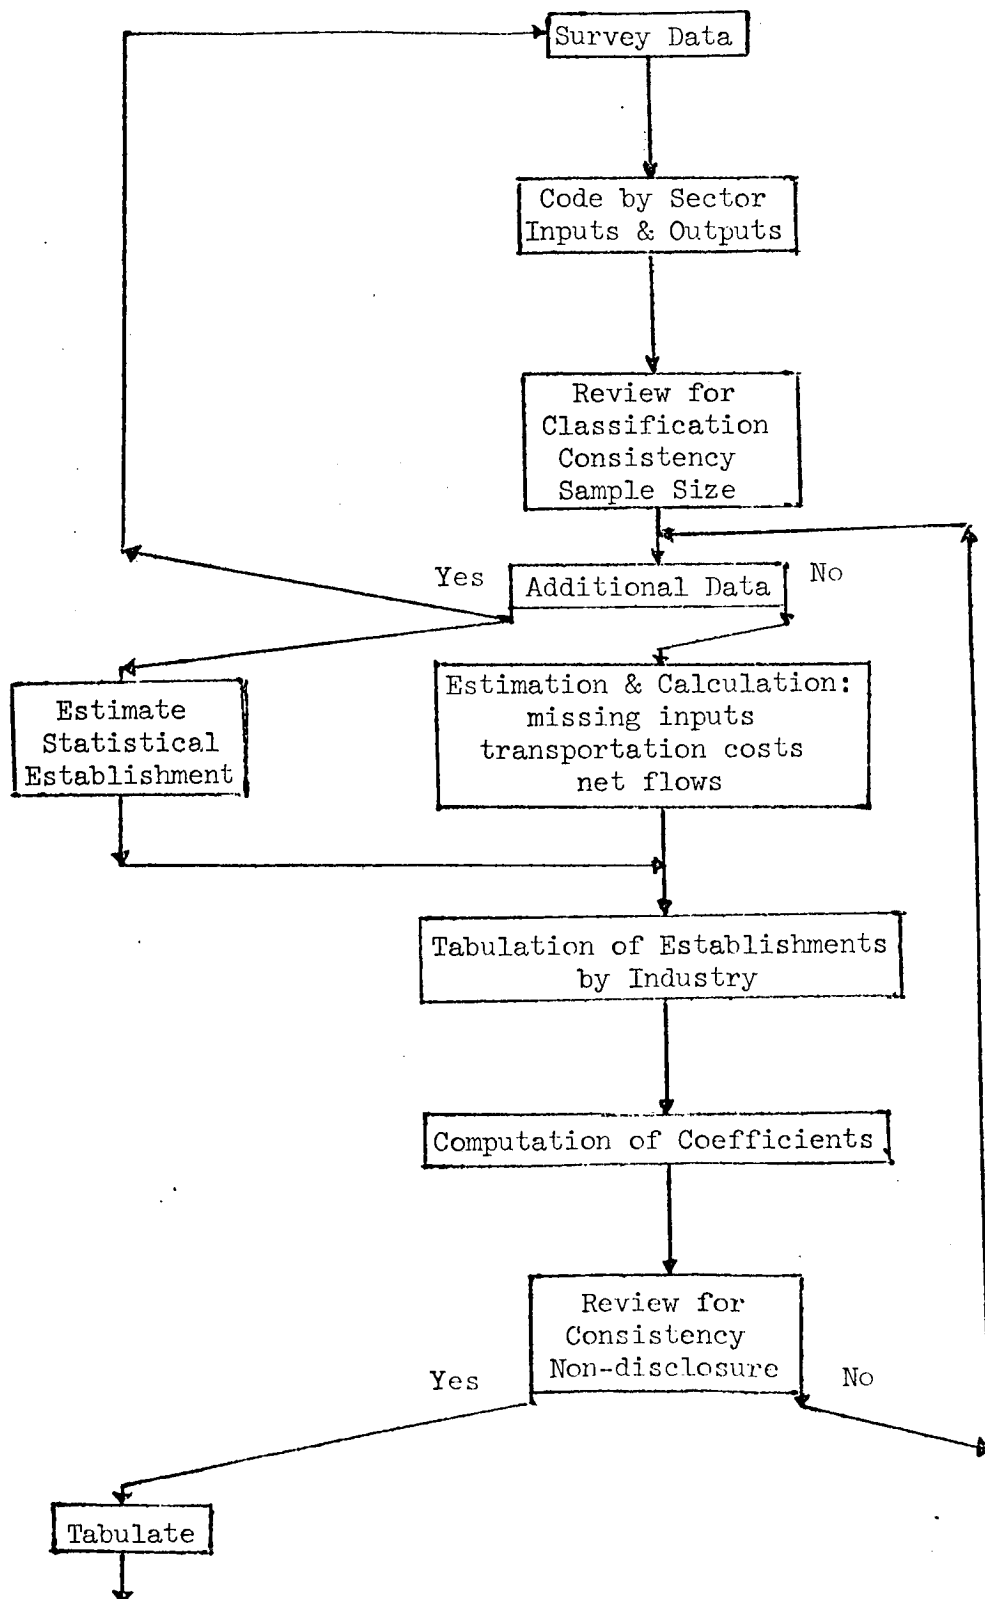 Survey Data
Code by Sector
Inputs & Outputs
Review for
Classification
Consistency
Sample Size
Yes
Additional Data
No
Estimate
Statistical
Establishment
Estimation & Calculation:
missing inputs
transportation costs
net flows
Tabulation of Establishments
by Industry
Computation of Coefficients
Review for
Consistency
Non-disclosure
Yes
No
Tabulate